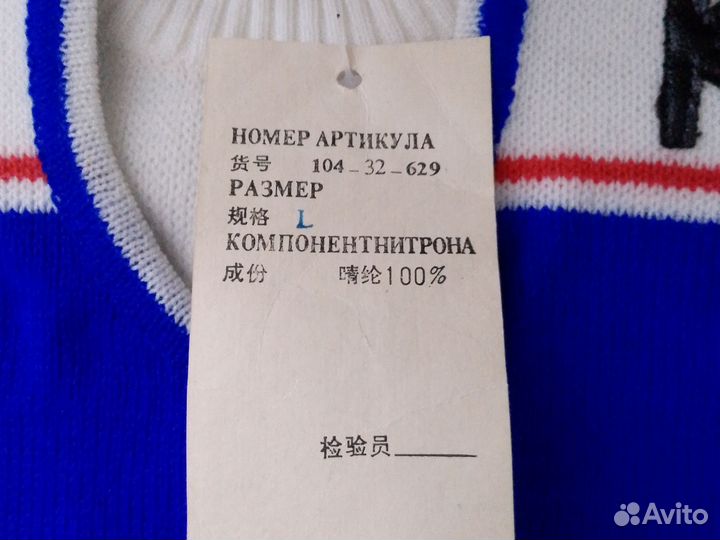 НОМЕР АРТИКУЛА
货号 104-32-629
РАЗМЕР
规格 L
КОМПОНЕНТНИТРОНА
成份 晴纶100%
检验员
Avito